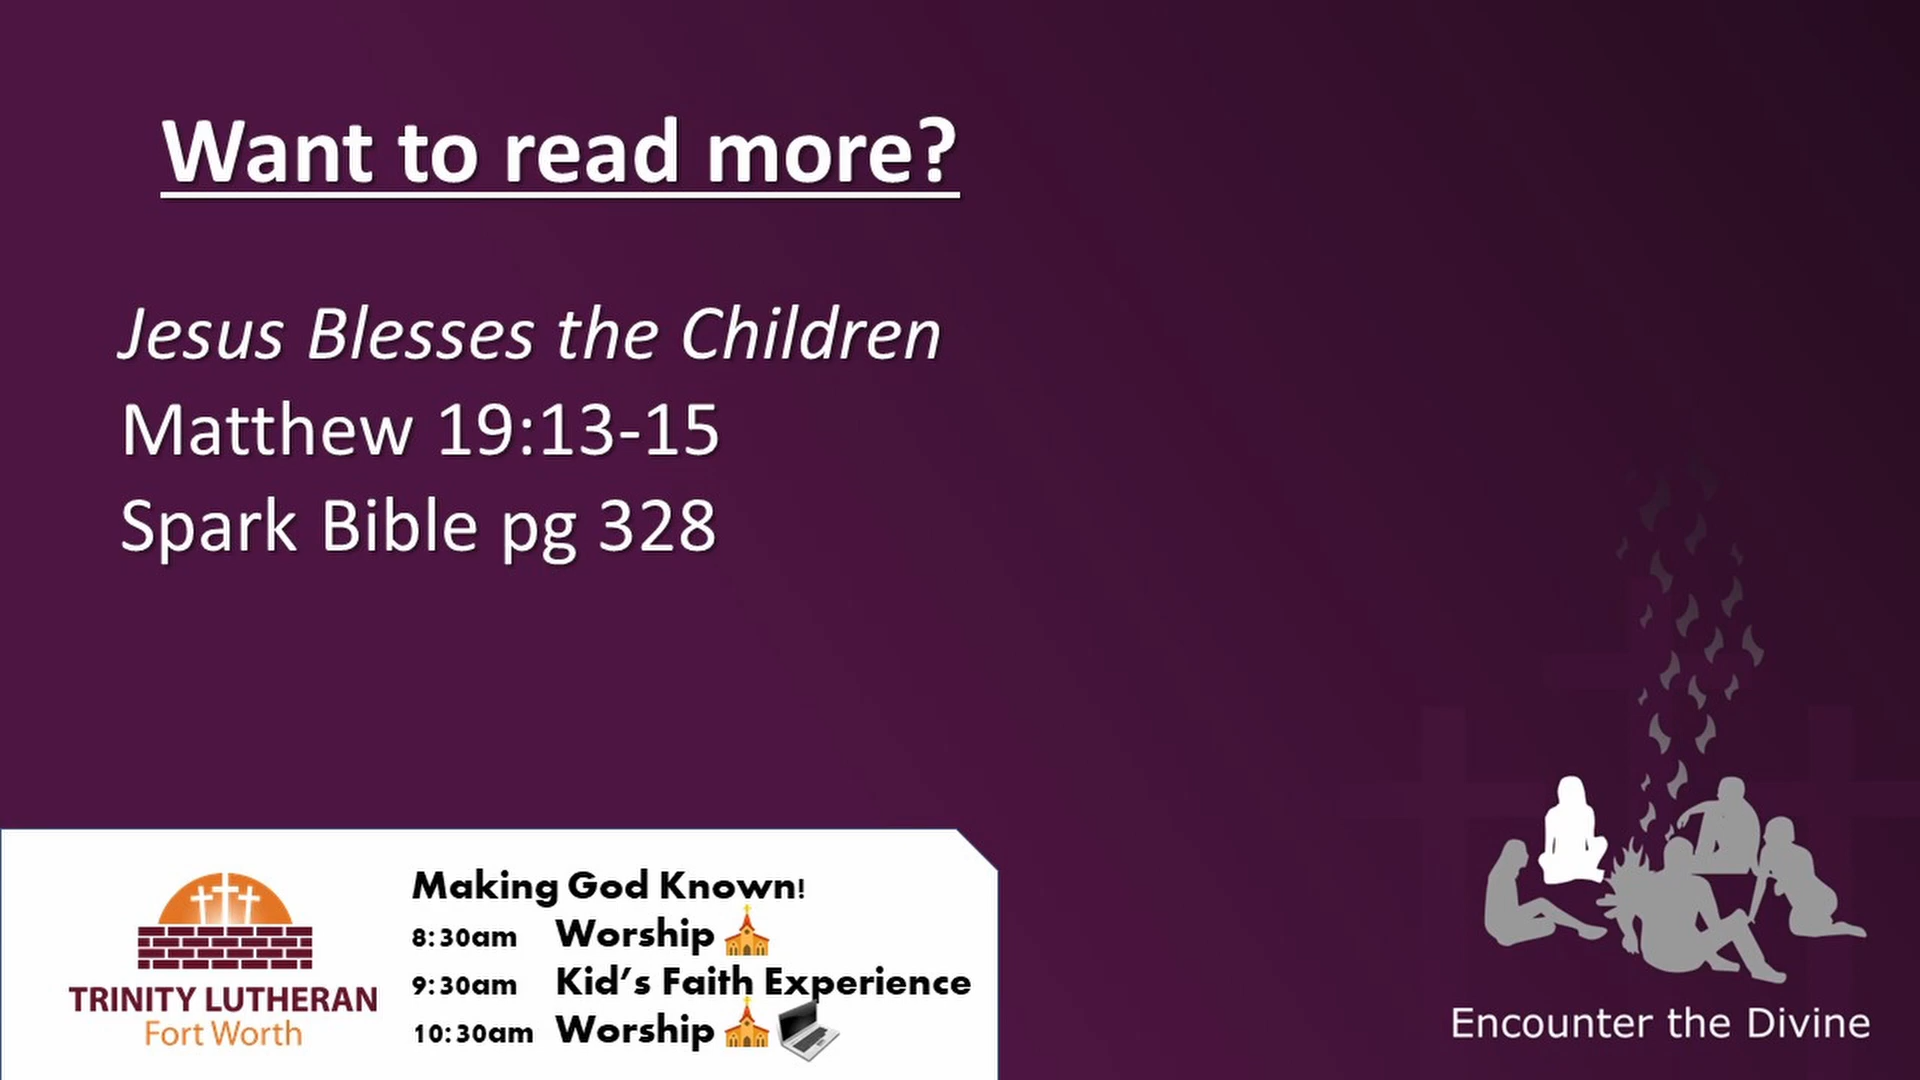 Want to read more?
Jesus Blesses the Children
Matthew 19:13-15
Spark Bible pg 328
TRINITY LUTHERAN
Fort Worth
Making God Known!
8:30am Worship
9:30am Kid’s Faith Experience
10:30am Worship
Encounter the Divine